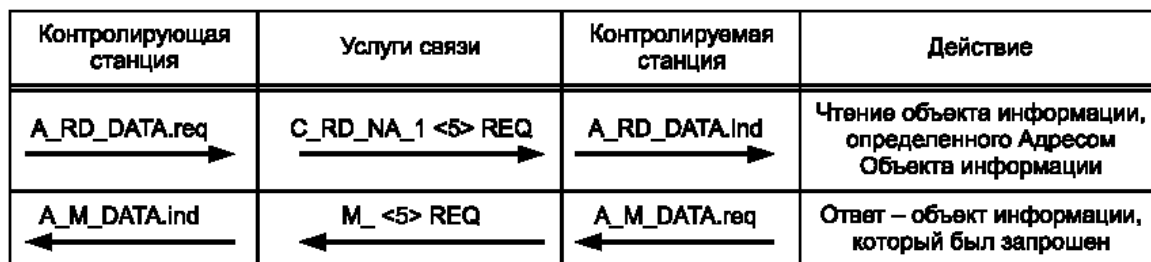 Контролирующая станция
Услуги связи
Контролируемая станция
Действие
A_RD_DATA.req
C_RD_NA_1 <5> REQ
A_RD_DATA.ind
Чтение объекта информации,
определенного Адресом
Объекта информации
A_M_DATA.ind
M_ <5> REQ
A_M_DATA.req
Ответ – объект информации,
который был запрошен